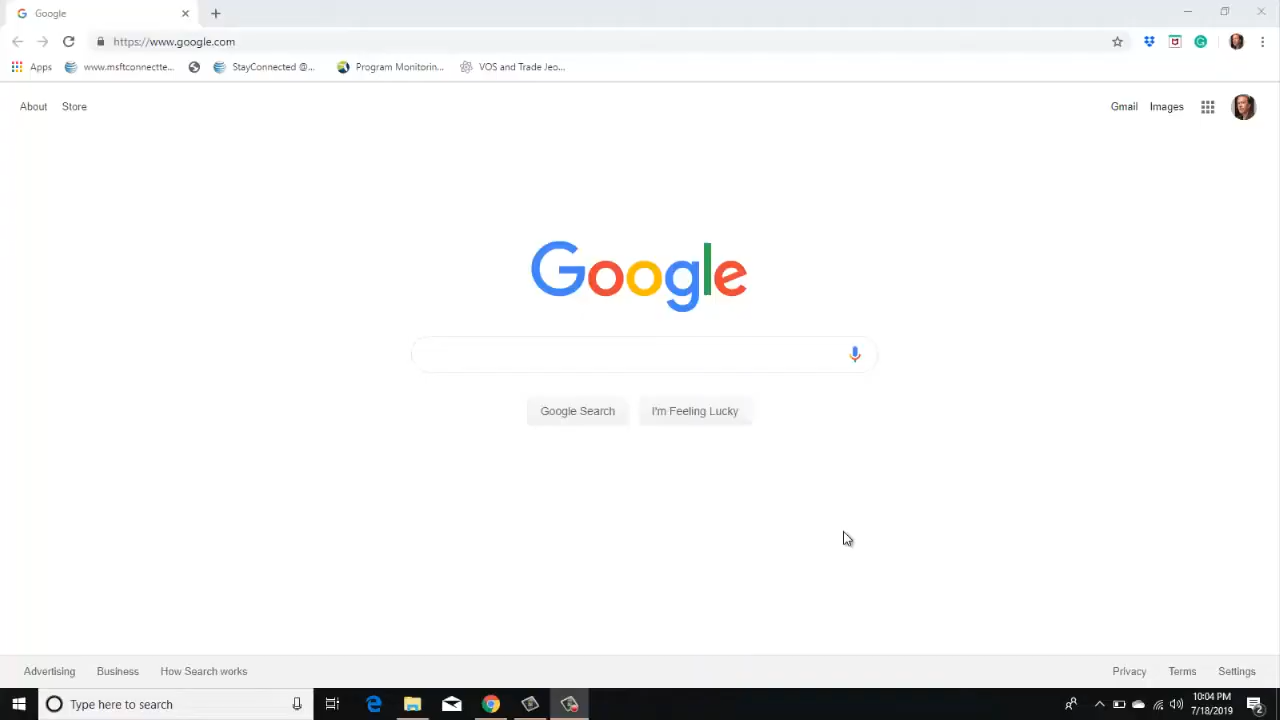 Google
https://www.google.com
Apps www.msftconnectte... StayConnected @... Program Monitorin... VOS and Trade Jeo...
About Store Gmail Images
Google
Google Search I'm Feeling Lucky
Advertising Business How Search works Privacy Terms Settings
Type here to search
10:04 PM
7/18/2019
2